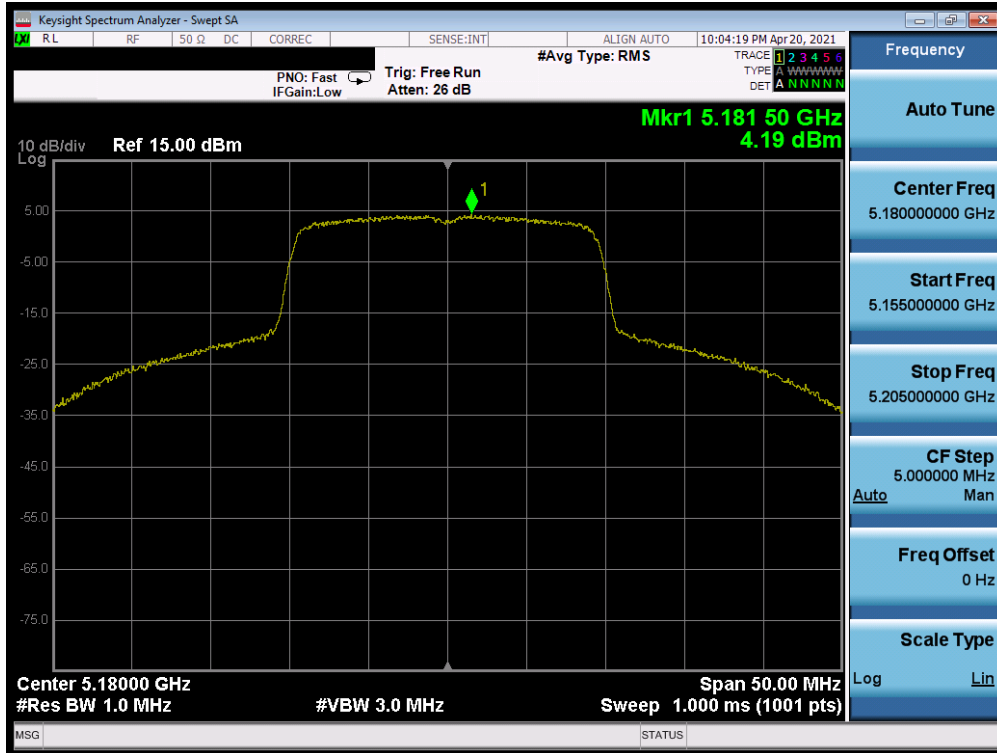 Keysight Spectrum Analyzer - Swept SA
LXI RL RF 50 Ω DC CORREC SENSE:INT ALIGN AUTO 10:04:19 PM Apr 20, 2021
#Avg Type: RMS
TRACE 1 2 3 4 5 6
TYPE A WWWWW
DET A N N N N N
PNO: Fast
IFGain:Low
Trig: Free Run
Atten: 26 dB
Mkr1 5.181 50 GHz
4.19 dBm
10 dB/div Ref 15.00 dBm
Log
1
5.00
-5.00
-15.0
-25.0
-35.0
-45.0
-55.0
-65.0
-75.0
Center 5.18000 GHz Span 50.00 MHz
#Res BW 1.0 MHz #VBW 3.0 MHz Sweep 1.000 ms (1001 pts)
MSG STATUS
Frequency
Auto Tune
Center Freq
5.180000000 GHz
Start Freq
5.155000000 GHz
Stop Freq
5.205000000 GHz
CF Step
5.000000 MHz
Auto Man
Freq Offset
0 Hz
Scale Type
Log Lin